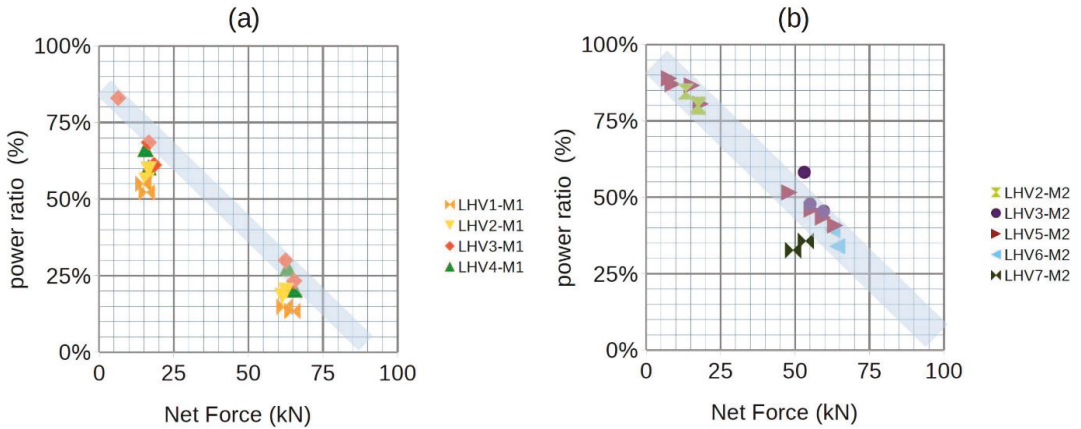 (a)
100%
75%
50%
25%
0%
power ratio (%)
0 25 50 75 100
Net Force (kN)
LHV1-M1
LHV2-M1
LHV3-M1
LHV4-M1
(b)
100%
75%
50%
25%
0%
power ratio (%)
0 25 50 75 100
Net Force (kN)
LHV2-M2
LHV3-M2
LHV5-M2
LHV6-M2
LHV7-M2